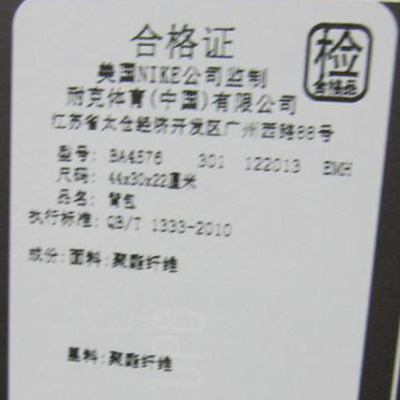 合格证
检
合格品
美国NIKE公司监制
耐克体育(中国)有限公司
江苏省太仓经济开发区广州西路88号
型号: BA4576 301 122013 EMH
尺码: 44x30x22厘米
品名: 背包
执行标准: QB/T 1333-2010
成份: 面料: 聚酯纤维
里料: 聚酯纤维